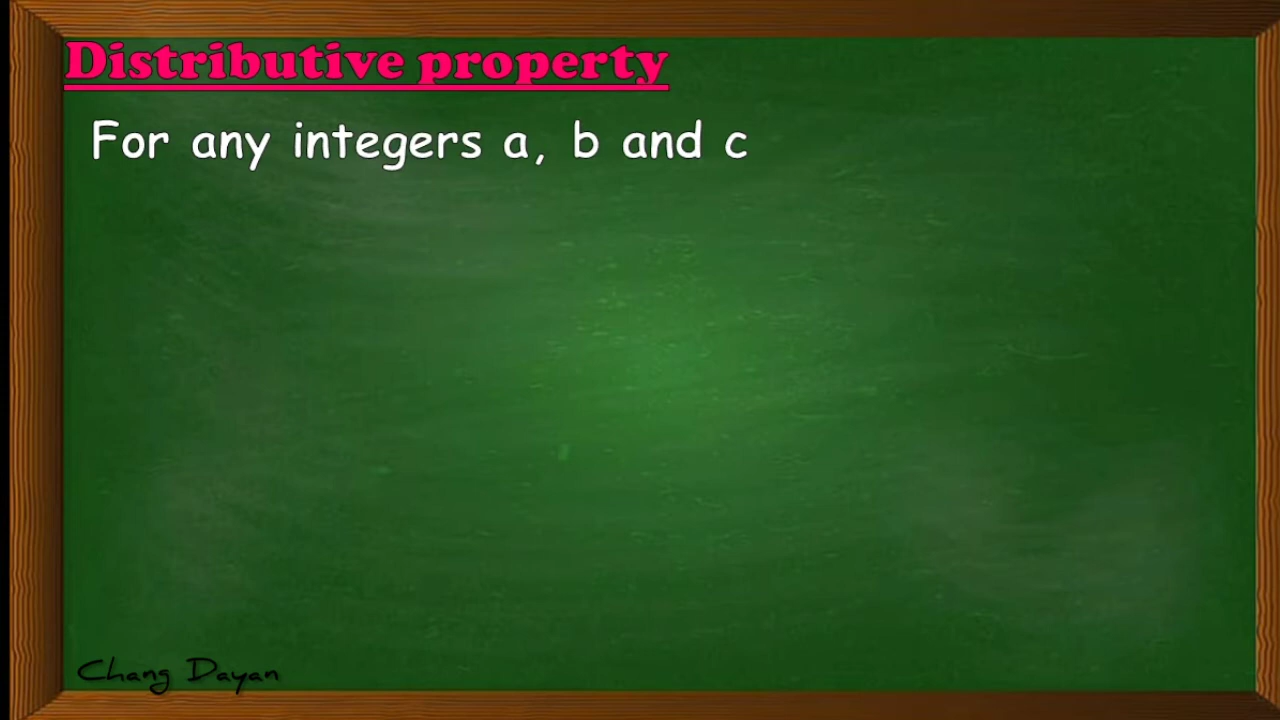 Distributive property
For any integers a, b and c
Chang Dayan